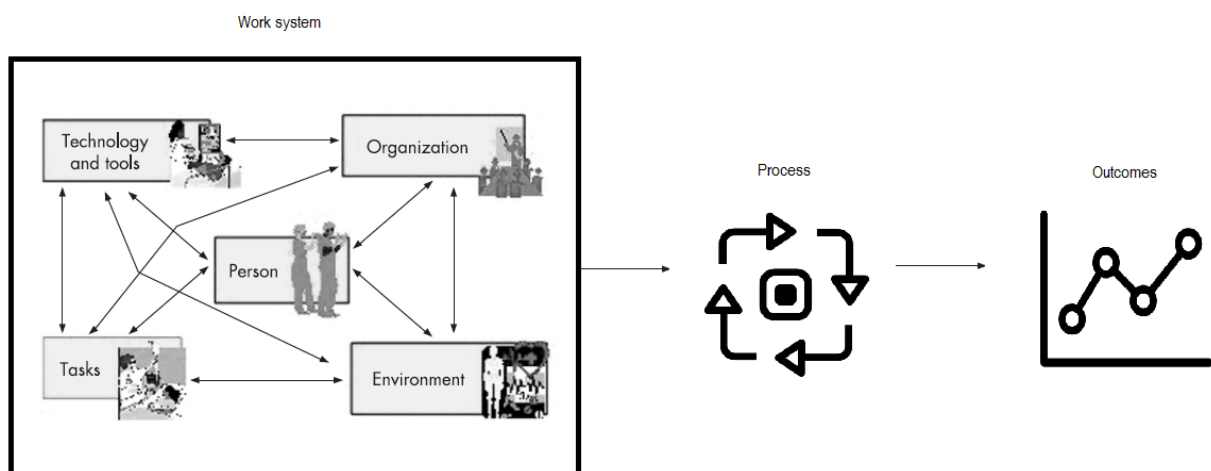 Work system
Technology
and tools
Organization
Person
Tasks
Environment
Process
Outcomes